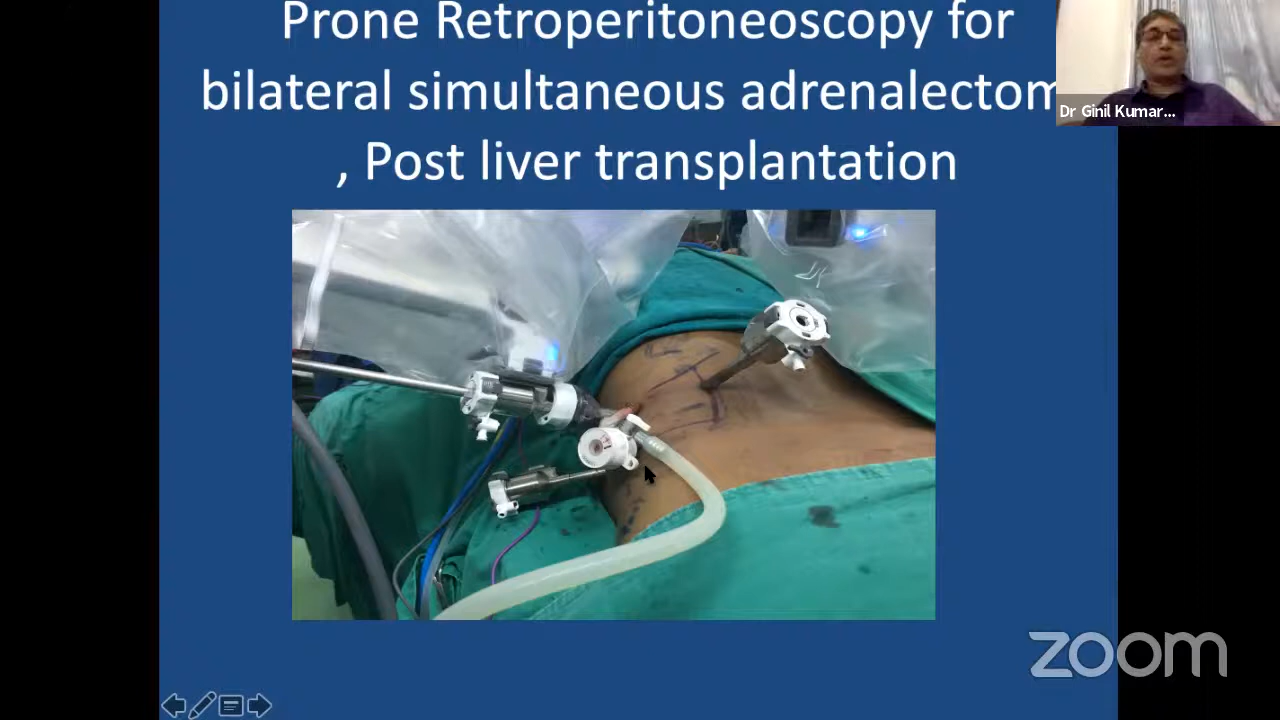 Prone Retroperitoneoscopy for
bilateral simultaneous adrenalectom
, Post liver transplantation
Dr Ginil Kumar...
zoom